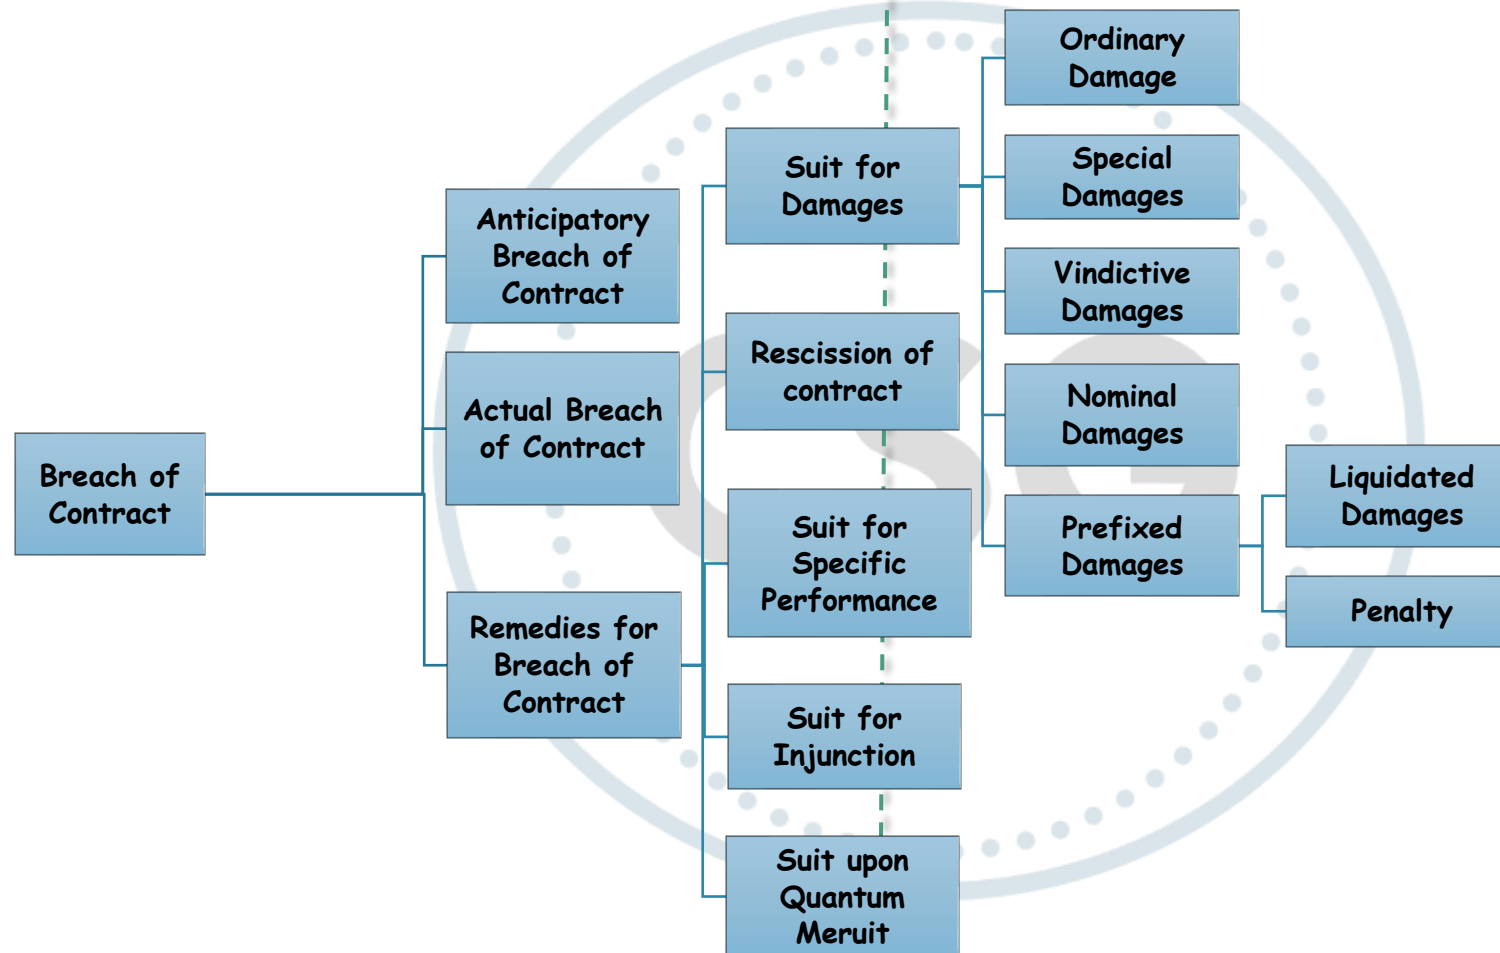 Breach of
Contract
Anticipatory
Breach of
Contract
Actual Breach
of Contract
Remedies for
Breach of
Contract
Suit for
Damages
Rescission of
contract
Suit for
Specific
Performance
Suit for
Injunction
Suit upon
Quantum
Meruit
Ordinary
Damage
Special
Damages
Vindictive
Damages
Nominal
Damages
Prefixed
Damages
Liquidated
Damages
Penalty